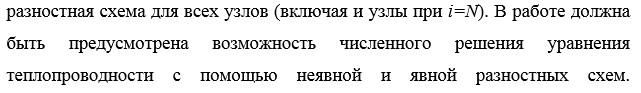 разностная схема для всех узлов (включая и узлы при i=N). В работе должна
быть предусмотрена возможность численного решения уравнения
теплопроводности с помощью неявной и явной разностных схем.